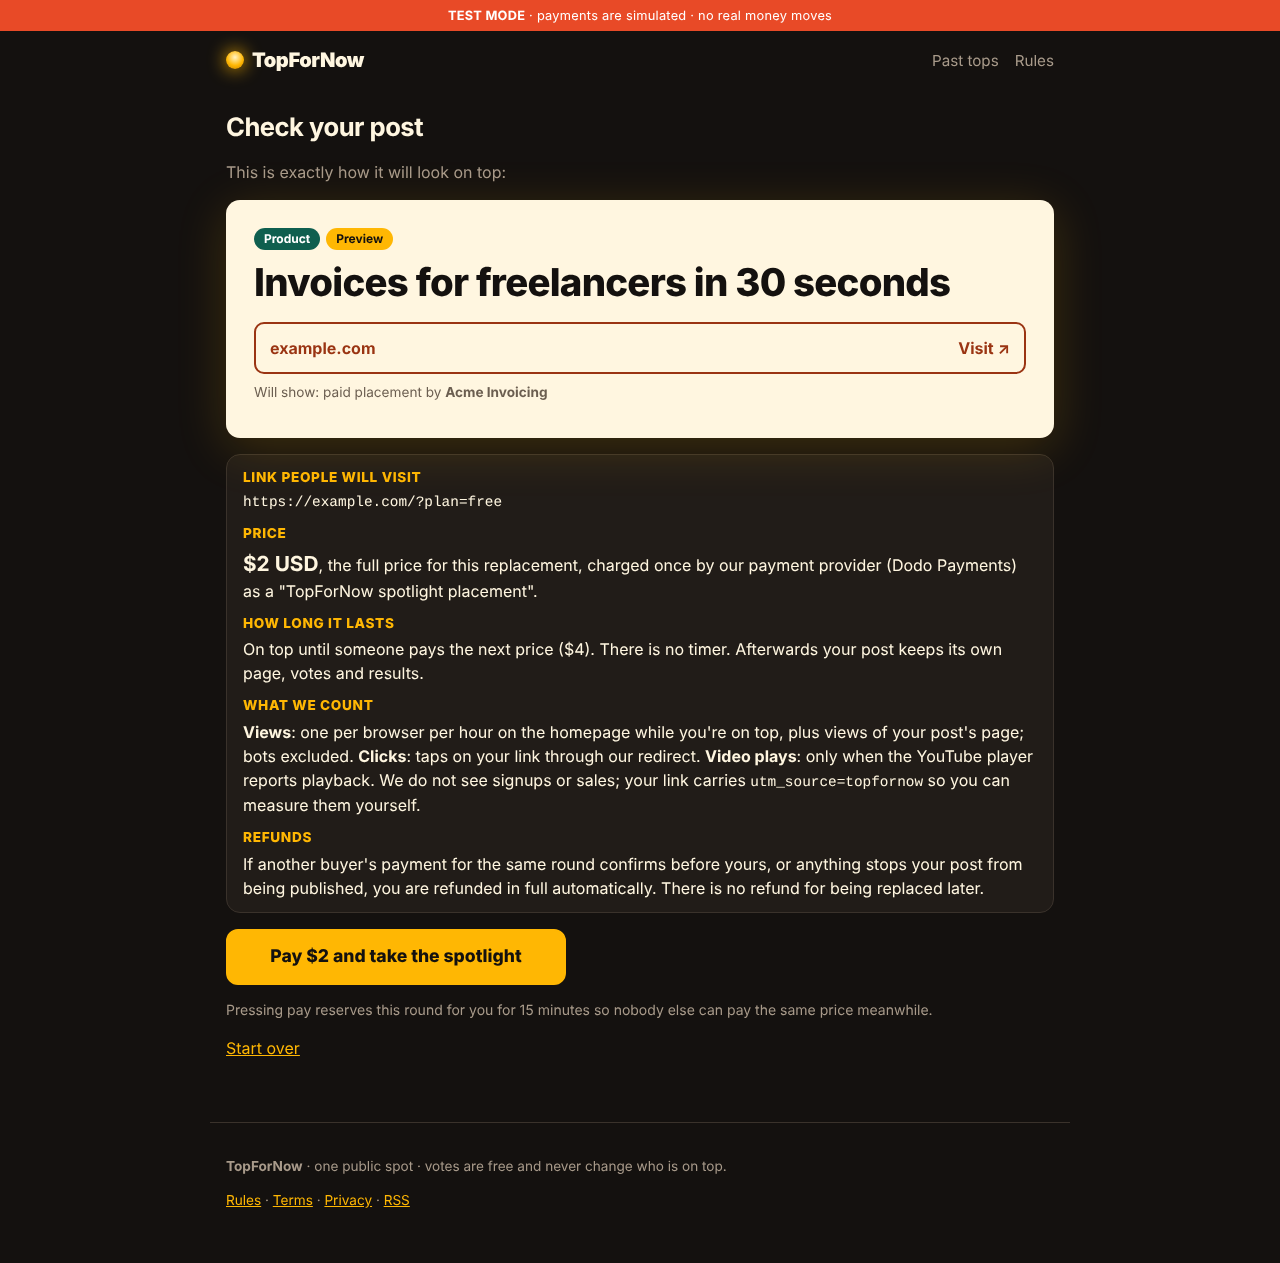 TEST MODE · payments are simulated · no real money moves
TopForNow
Past tops Rules
Check your post
This is exactly how it will look on top:
Product Preview
Invoices for freelancers in 30 seconds
example.com Visit ↗
Will show: paid placement by Acme Invoicing
LINK PEOPLE WILL VISIT
https://example.com/?plan=free
PRICE
$2 USD, the full price for this replacement, charged once by our payment provider (Dodo Payments)
as a "TopForNow spotlight placement".
HOW LONG IT LASTS
On top until someone pays the next price ($4). There is no timer. Afterwards your post keeps its own
page, votes and results.
WHAT WE COUNT
Views: one per browser per hour on the homepage while you're on top, plus views of your post's page;
bots excluded. Clicks: taps on your link through our redirect. Video plays: only when the YouTube player
reports playback. We do not see signups or sales; your link carries utm_source=topfornow so you can
measure them yourself.
REFUNDS
If another buyer's payment for the same round confirms before yours, or anything stops your post from
being published, you are refunded in full automatically. There is no refund for being replaced later.
Pay $2 and take the spotlight
Pressing pay reserves this round for you for 15 minutes so nobody else can pay the same price meanwhile.
Start over
TopForNow · one public spot · votes are free and never change who is on top.
Rules · Terms · Privacy · RSS